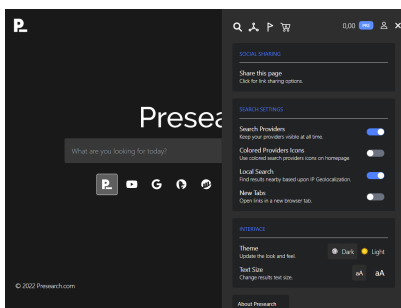 P_
0,00 PRE
SOCIAL SHARING
Share this page
Click for link sharing options.
SEARCH SETTINGS
Search Providers
Keep your providers visible at all time.
Colored Providers Icons
Use colored search providers icons on homepage
Local Search
Find results nearby based upon IP Geolocalization.
New Tabs
Open links in a new browser tab.
INTERFACE
Theme
Update the look and feel.
Dark
Light
Text Size
Change results text size.
aA
aA
About Presearch
Presea
What are you looking for today?
P_
G
© 2022 Presearch.com